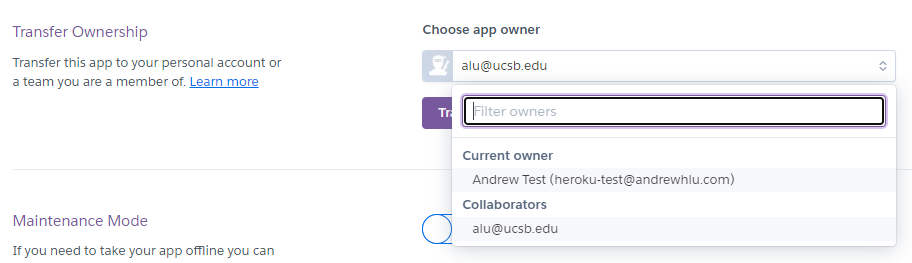 Transfer Ownership
Transfer this app to your personal account or
a team you are a member of. Learn more
Choose app owner
alu@ucsb.edu
Filter owners
Current owner
Andrew Test (heroku-test@andrewhlu.com)
Collaborators
alu@ucsb.edu
Maintenance Mode
If you need to take your app offline you can